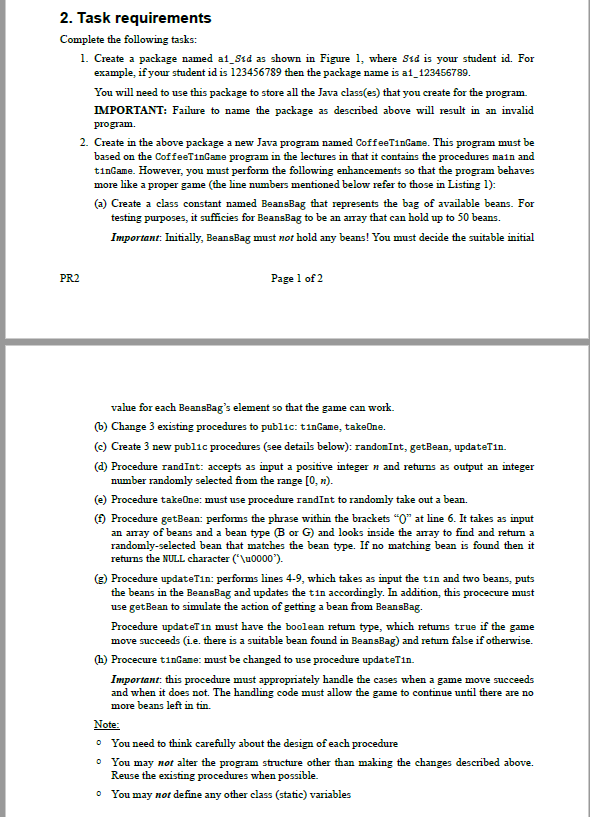 2. Task requirements
Complete the following tasks:
1. Create a package named a1_Sid as shown in Figure 1, where Sid is your student id. For
example, if your student id is 123456789 then the package name is a1_123456789.
You will need to use this package to store all the Java class(es) that you create for the program.
IMPORTANT: Failure to name the package as described above will result in an invalid
program.
2. Create in the above package a new Java program named CoffeeTinGame. This program must be
based on the CoffeeTinGame program in the lectures in that it contains the procedures main and
tinGame. However, you must perform the following enhancements so that the program behaves
more like a proper game (the line numbers mentioned below refer to those in Listing 1):
(a) Create a class constant named BeansBag that represents the bag of available beans. For
testing purposes, it sufficies for BeansBag to be an array that can hold up to 50 beans.
Important: Initially, BeansBag must not hold any beans! You must decide the suitable initial
PR2 Page 1 of 2
value for each BeansBag's element so that the game can work.
(b) Change 3 existing procedures to public: tinGame, takeOne.
(c) Create 3 new public procedures (see details below): randomInt, getBean, updateTin.
(d) Procedure randInt: accepts as input a positive integer n and returns as output an integer
number randomly selected from the range [0, n).
(e) Procedure takeOne: must use procedure randInt to randomly take out a bean.
(f) Procedure getBean: performs the phrase within the brackets “()” at line 6. It takes as input
an array of beans and a bean type (B or G) and looks inside the array to find and return a
randomly-selected bean that matches the bean type. If no matching bean is found then it
returns the NULL character (‘\u0000’).
(g) Procedure updateTin: performs lines 4-9, which takes as input the tin and two beans, puts
the beans in the BeansBag and updates the tin accordingly. In addition, this procecure must
use getBean to simulate the action of getting a bean from BeansBag.
Procedure updateTin must have the boolean return type, which returns true if the game
move succeeds (i.e. there is a suitable bean found in BeansBag) and return false if otherwise.
(h) Procecure tinGame: must be changed to use procedure updateTin.
Important: this procedure must appropriately handle the cases when a game move succeeds
and when it does not. The handling code must allow the game to continue until there are no
more beans left in tin.
Note:
o You need to think carefully about the design of each procedure
o You may not alter the program structure other than making the changes described above.
Reuse the existing procedures when possible.
o You may not define any other class (static) variables